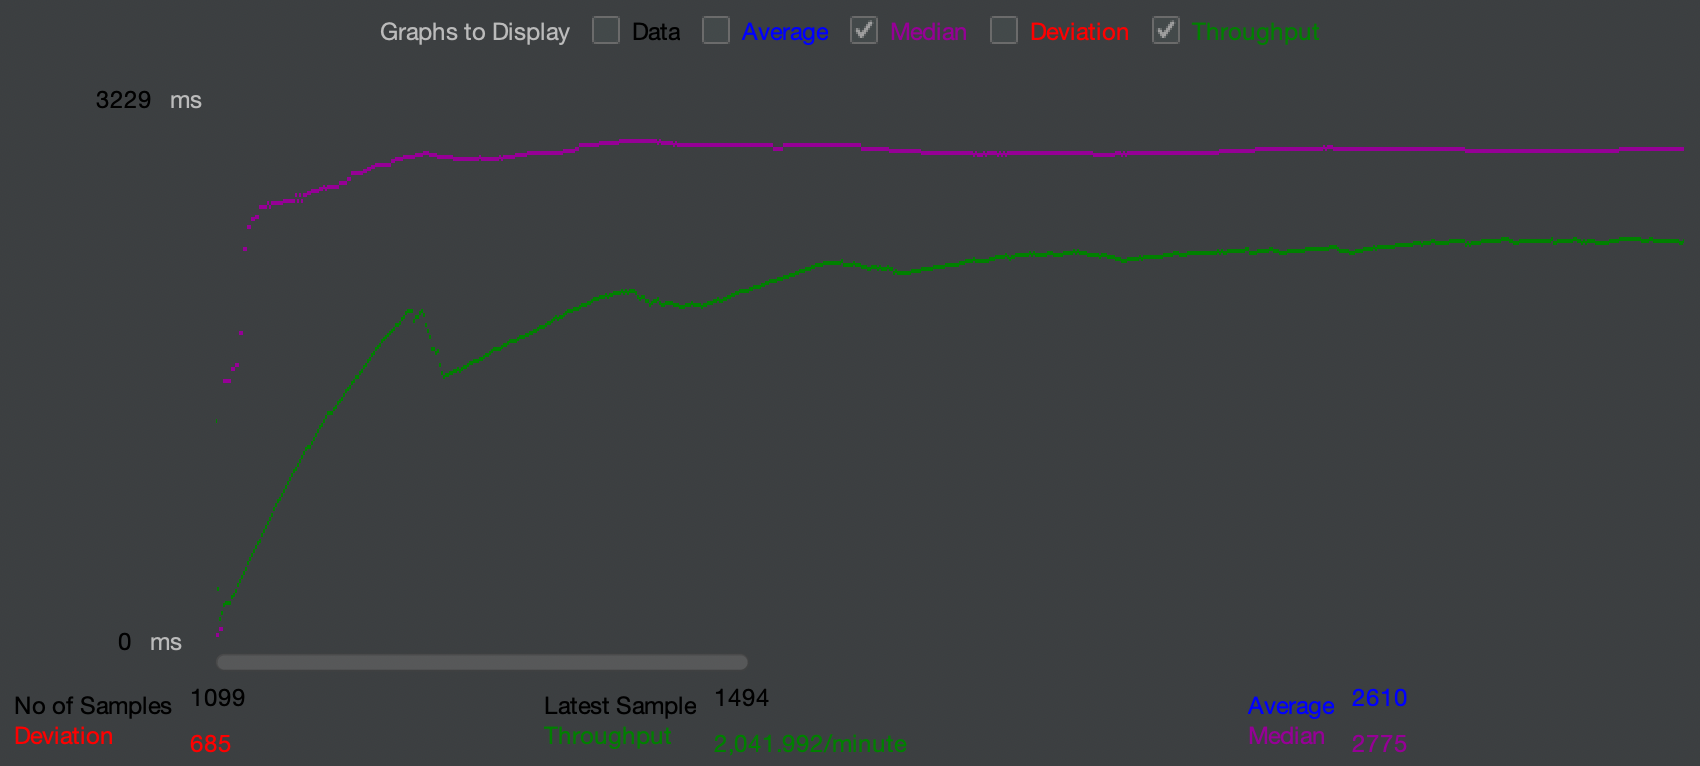 Graphs to Display Data Average Median Deviation Throughput
3229 ms
0 ms
No of Samples 1099 Latest Sample 1494 Average 2610
Deviation 685 Throughput 2,041.992/minute Median 2775